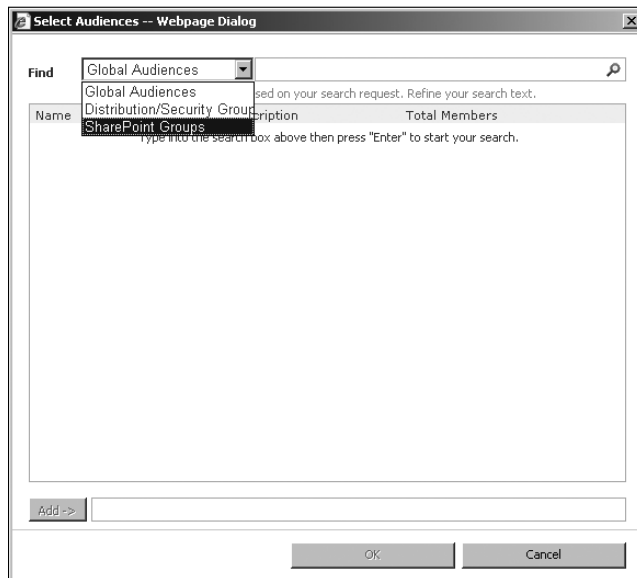 Select Audiences -- Webpage Dialog
Find Global Audiences
Global Audiences
sed on your search request. Refine your search text.
Distribution/Security Group
Name cription Total Members
SharePoint Groups
Type into the search box above then press "Enter" to start your search.
Add ->
OK Cancel